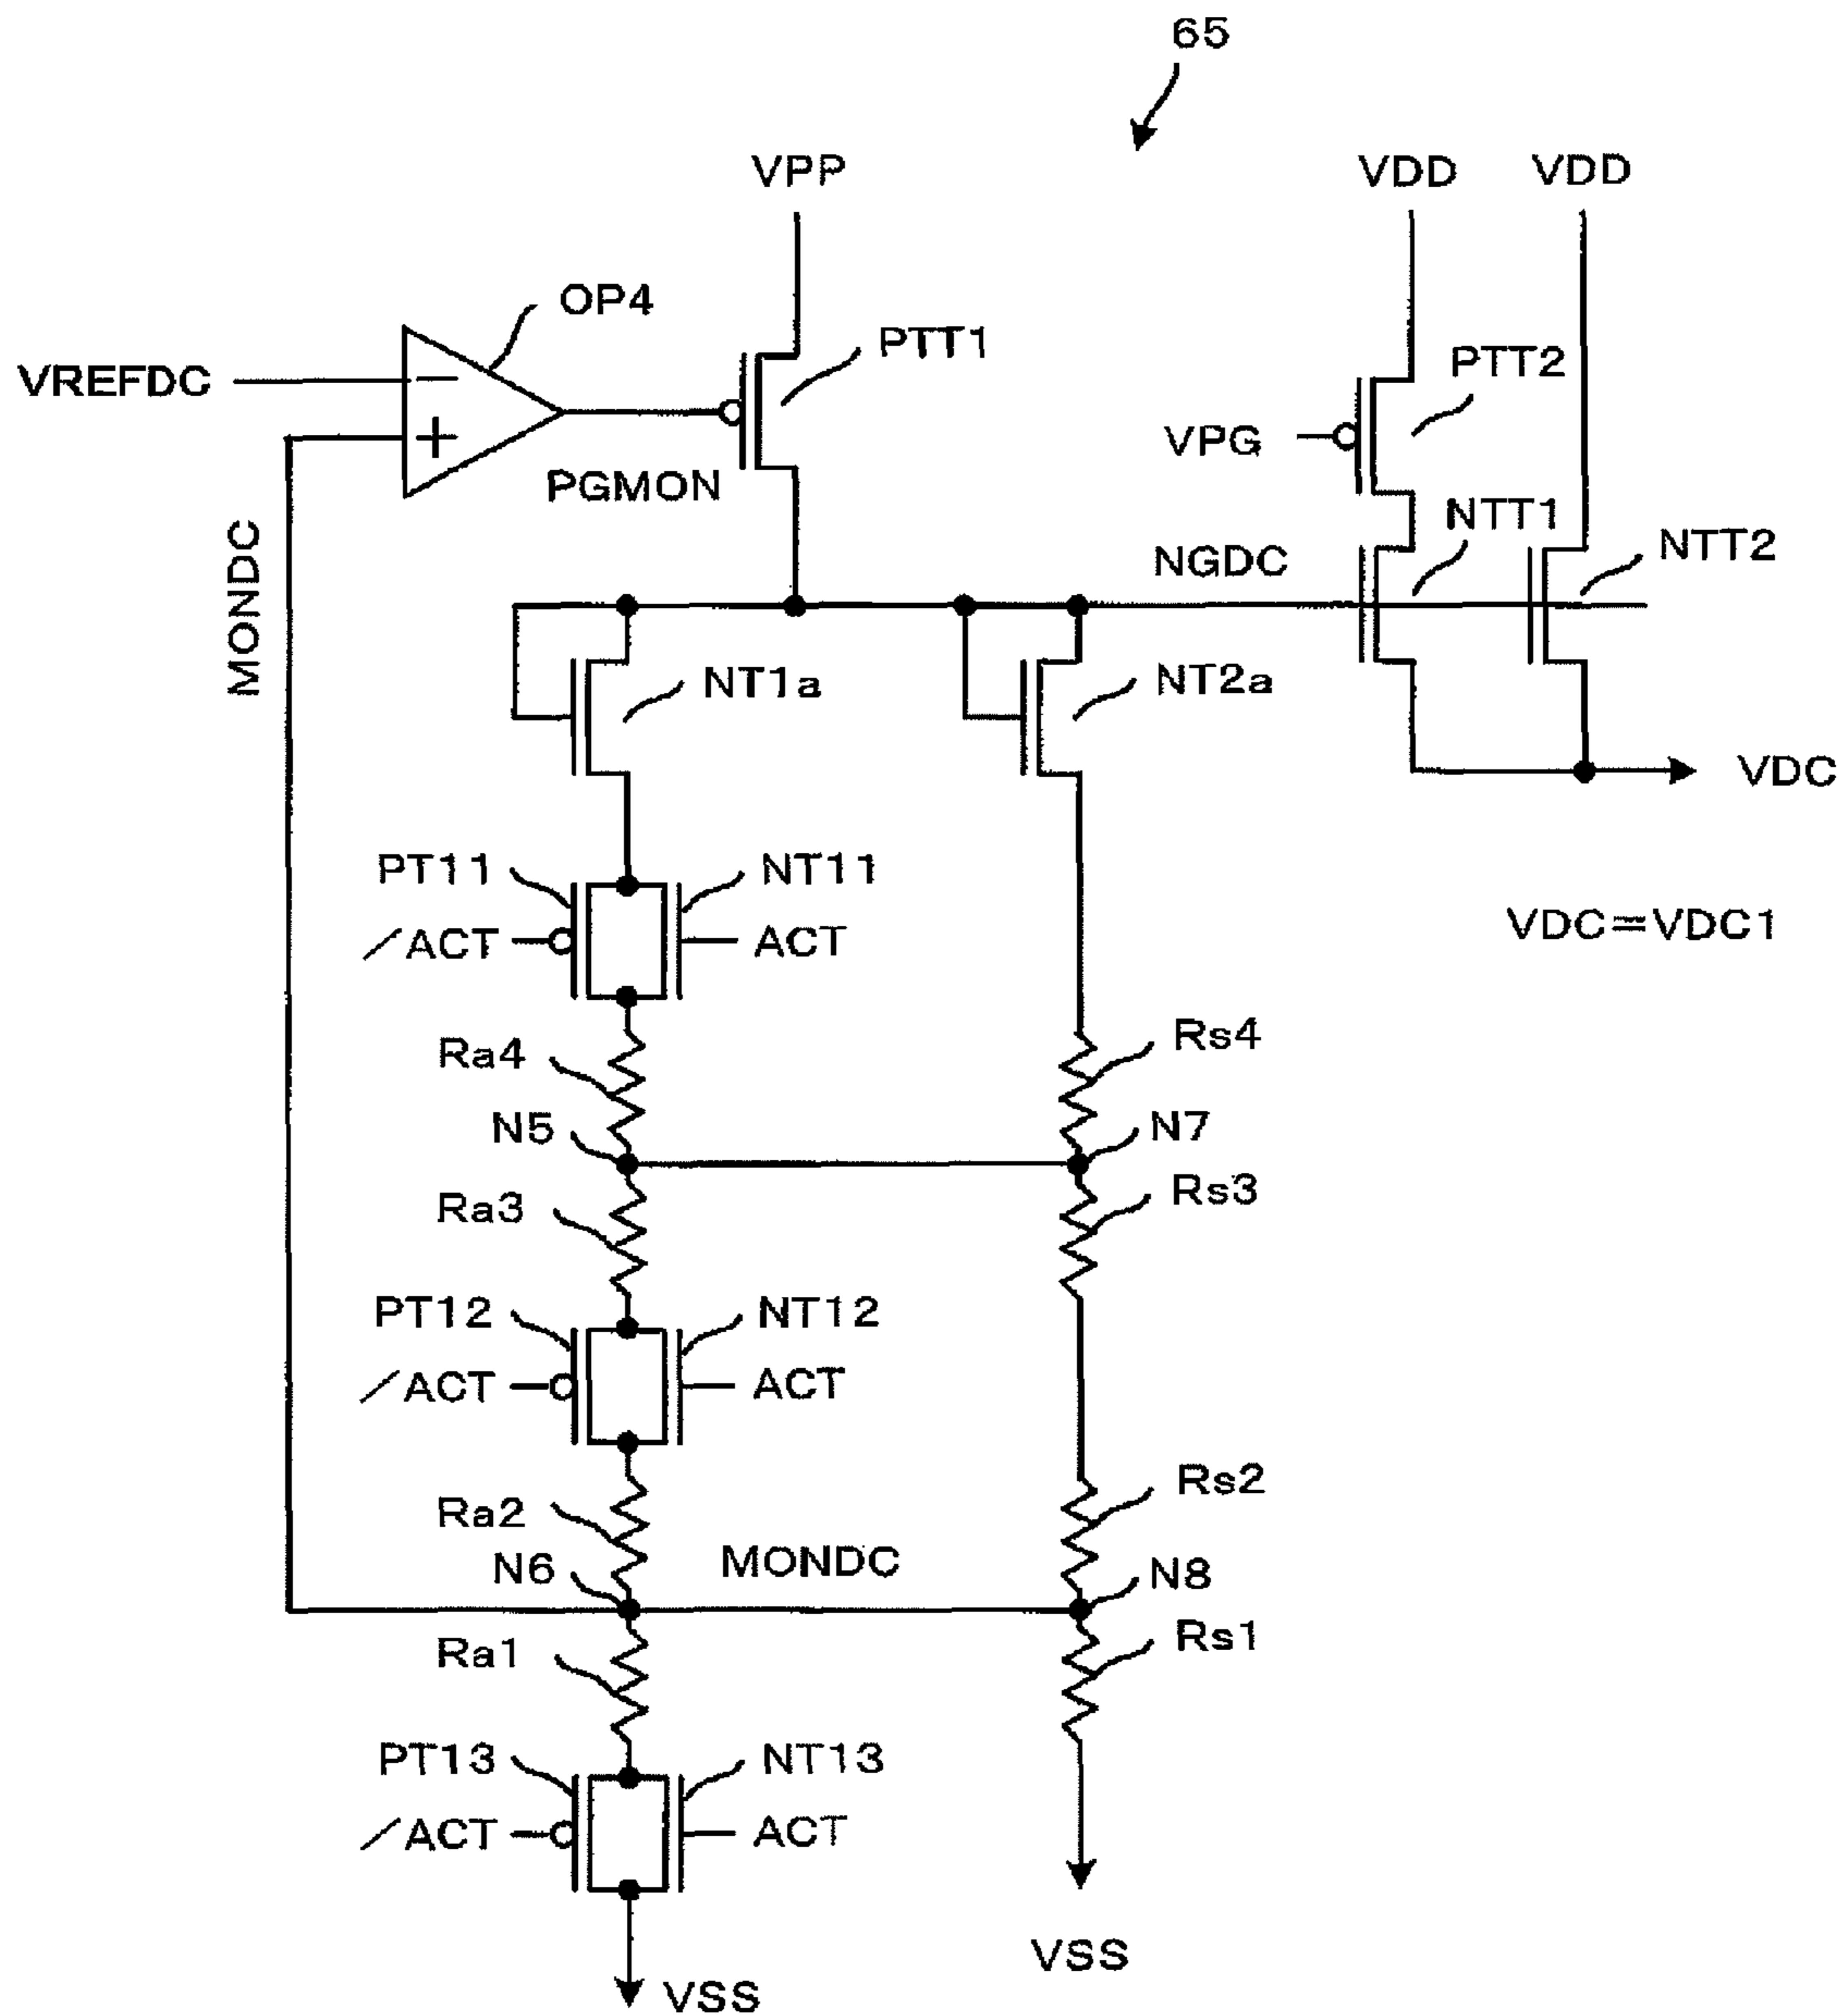 65
VPP
VDD
VDD
OP4
PTT1
VREFDC
−
+
PTT2
VPG
PGMON
NTT1
NTT2
NGDC
MONDC
NT1a
NT2a
VDC
PT11
NT11
/ACT
ACT
VDC=VDC1
Ra4
Rs4
N5
N7
Ra3
Rs3
PT12
NT12
/ACT
ACT
Ra2
Rs2
MONDC
N6
N8
Ra1
Rs1
PT13
NT13
/ACT
ACT
VSS
VSS